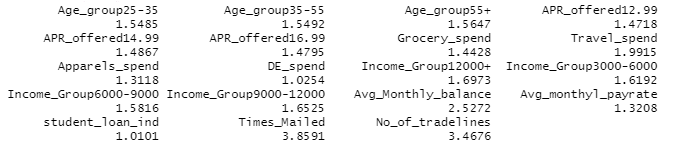 Age_group25-35 Age_group35-55 Age_group55+ APR_offered12.99
1.5485 1.5492 1.5647 1.4718
APR_offered14.99 APR_offered16.99 Grocery_spend Travel_spend
1.4867 1.4795 1.4428 1.9915
Apparels_spend DE_spend Income_Group12000+ Income_Group3000-6000
1.3118 1.0254 1.6973 1.6192
Income_Group6000-9000 Income_Group9000-12000 Avg_Monthly_balance Avg_monthyl_payrate
1.5816 1.6525 2.5272 1.3208
student_loan_ind Times_Mailed No_of_tradelines
1.0101 3.8591 3.4676